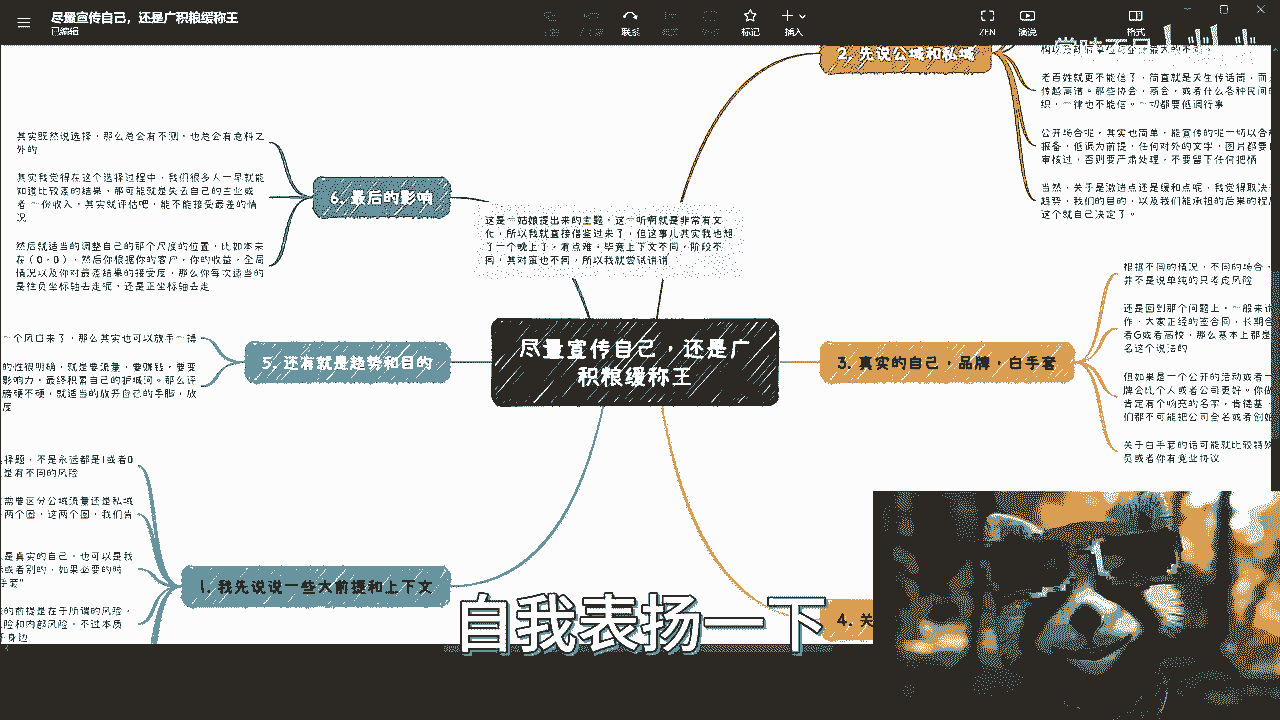 尽量宣传自己，还是广积粮缓称王
已编辑
联系
标记
插入
ZEN
演说
格式
2. 先说公域和私域
老百姓就更不能信了，简直就是天生传话筒，而
传越离谱。那些协会，商会，或者什么各种民间
织，一律也不能信。一切都要低调行事
公开场合呢，其实也简单，能宣传的呢一切以合
报备，低调为前提，任何对外的文字，图片都要
审核过，否则要严肃处理，不要留下任何把柄
当然，关于是激进点还是缓和点呢，我觉得取决
趋势，我们的目的，以及我们能承担的后果的程
这个就自己决定了。
其实既然说选择，那么总会有不测，也总会有意料之
外的
其实我觉得在这个选择过程中，我们很多人一早就能
知道比较差的结果，那可能就是失去自己的主业或
者一份收入，其实就评估呢，能不能接受最差的情
况
然后就适当的调整自己的那个尺度的位置，比如本来
在（0，0），然后你根据你的客户，你的收益，全局
情况以及你对最差结果的接受度，那么你每次适当的
是往负坐标轴去走呢，还是正坐标轴去走
6. 最后的影响
这是一姑娘提出来的主题，这一听啊就是非常有文
化，所以我就直接借鉴过来了，但这事儿其实我也想
了一个晚上了，有点难，毕竟上下文不同，阶段不
同，其对策也不同，所以我就尝试讲讲
尽量宣传自己，还是广
积粮缓称王
3. 真实的自己，品牌，白手套
根据不同的情况，不同的场合，
并不是说单纯的只考虑风险
还是回到那个问题上，一般来说
作，大家正经的签合同，长期合
者G或者高校，那么基本上都是
名这个说法的
但如果是一个公开的活动或者一
牌会比个人或者公司更好。你做
肯定有个响亮的名字，肯德基，
们都不可能把公司全名或者创始
关于白手套的话可能就比较特殊
员或者你有竞业协议
一个风口来了，那么其实也可以放手一搏
的性很明确，就是要流量，要赚钱，要变
影响力，最终积累自己的护城河。那么评
膀硬不硬，就适当的放开自己的手脚，放
度
5. 还有就是趋势和目的
择题，不是永远都是1或者0
是有不同的风险
需要区分公域流量还是私域
两个圈，这两个圈，我们肯
是真实的自己，也可以是我
或者别的，如果必要的时
手套"
的前提是在于所谓的风险，
险和内部风险，不过本质
身边
1. 我先说说一些大前提和上下文
4. 关
自我表扬一下